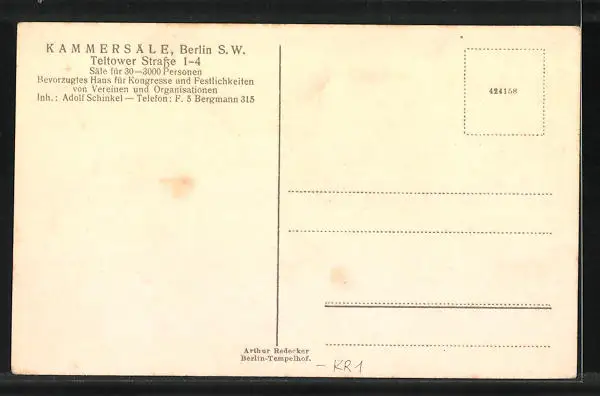 KAMMERSÄLE, Berlin S.W.
Teltower Straße 1-4
Säle für 30—3000 Personen
Bevorzugtes Haus für Kongresse und Festlichkeiten
von Vereinen und Organisationen
Inh.: Adolf Schinkel — Telefon: F. 5 Bergmann 315
424158
Arthur Redecker
Berlin-Tempelhof.
– KR1